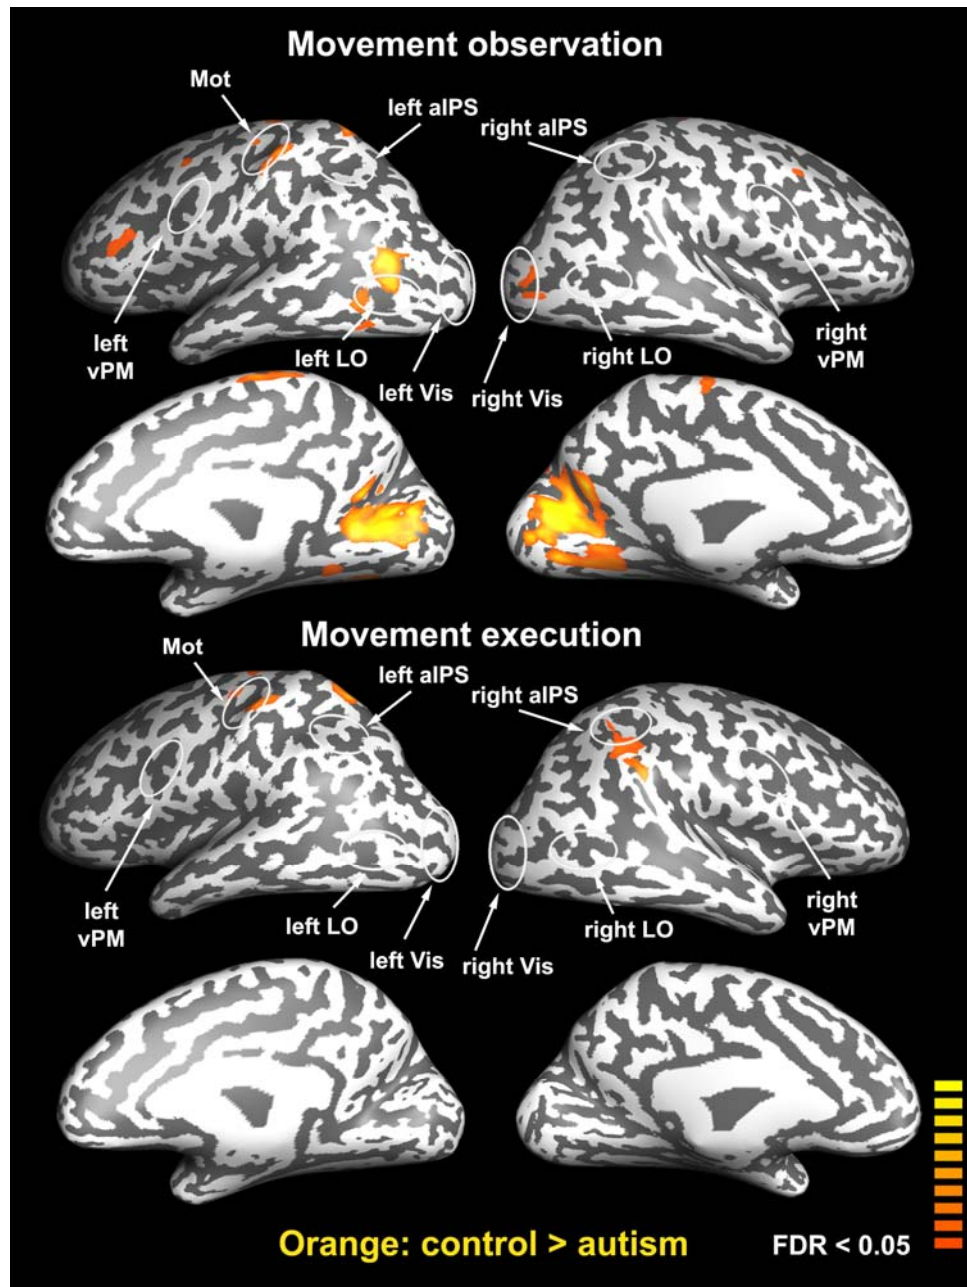 Movement observation
Mot
left aIPS
right aIPS
left
vPM
left LO
left Vis
right Vis
right LO
right
vPM
Movement execution
Mot
left aIPS
right aIPS
left
vPM
left LO
left Vis
right Vis
right LO
right
vPM
Orange: control > autism
FDR < 0.05